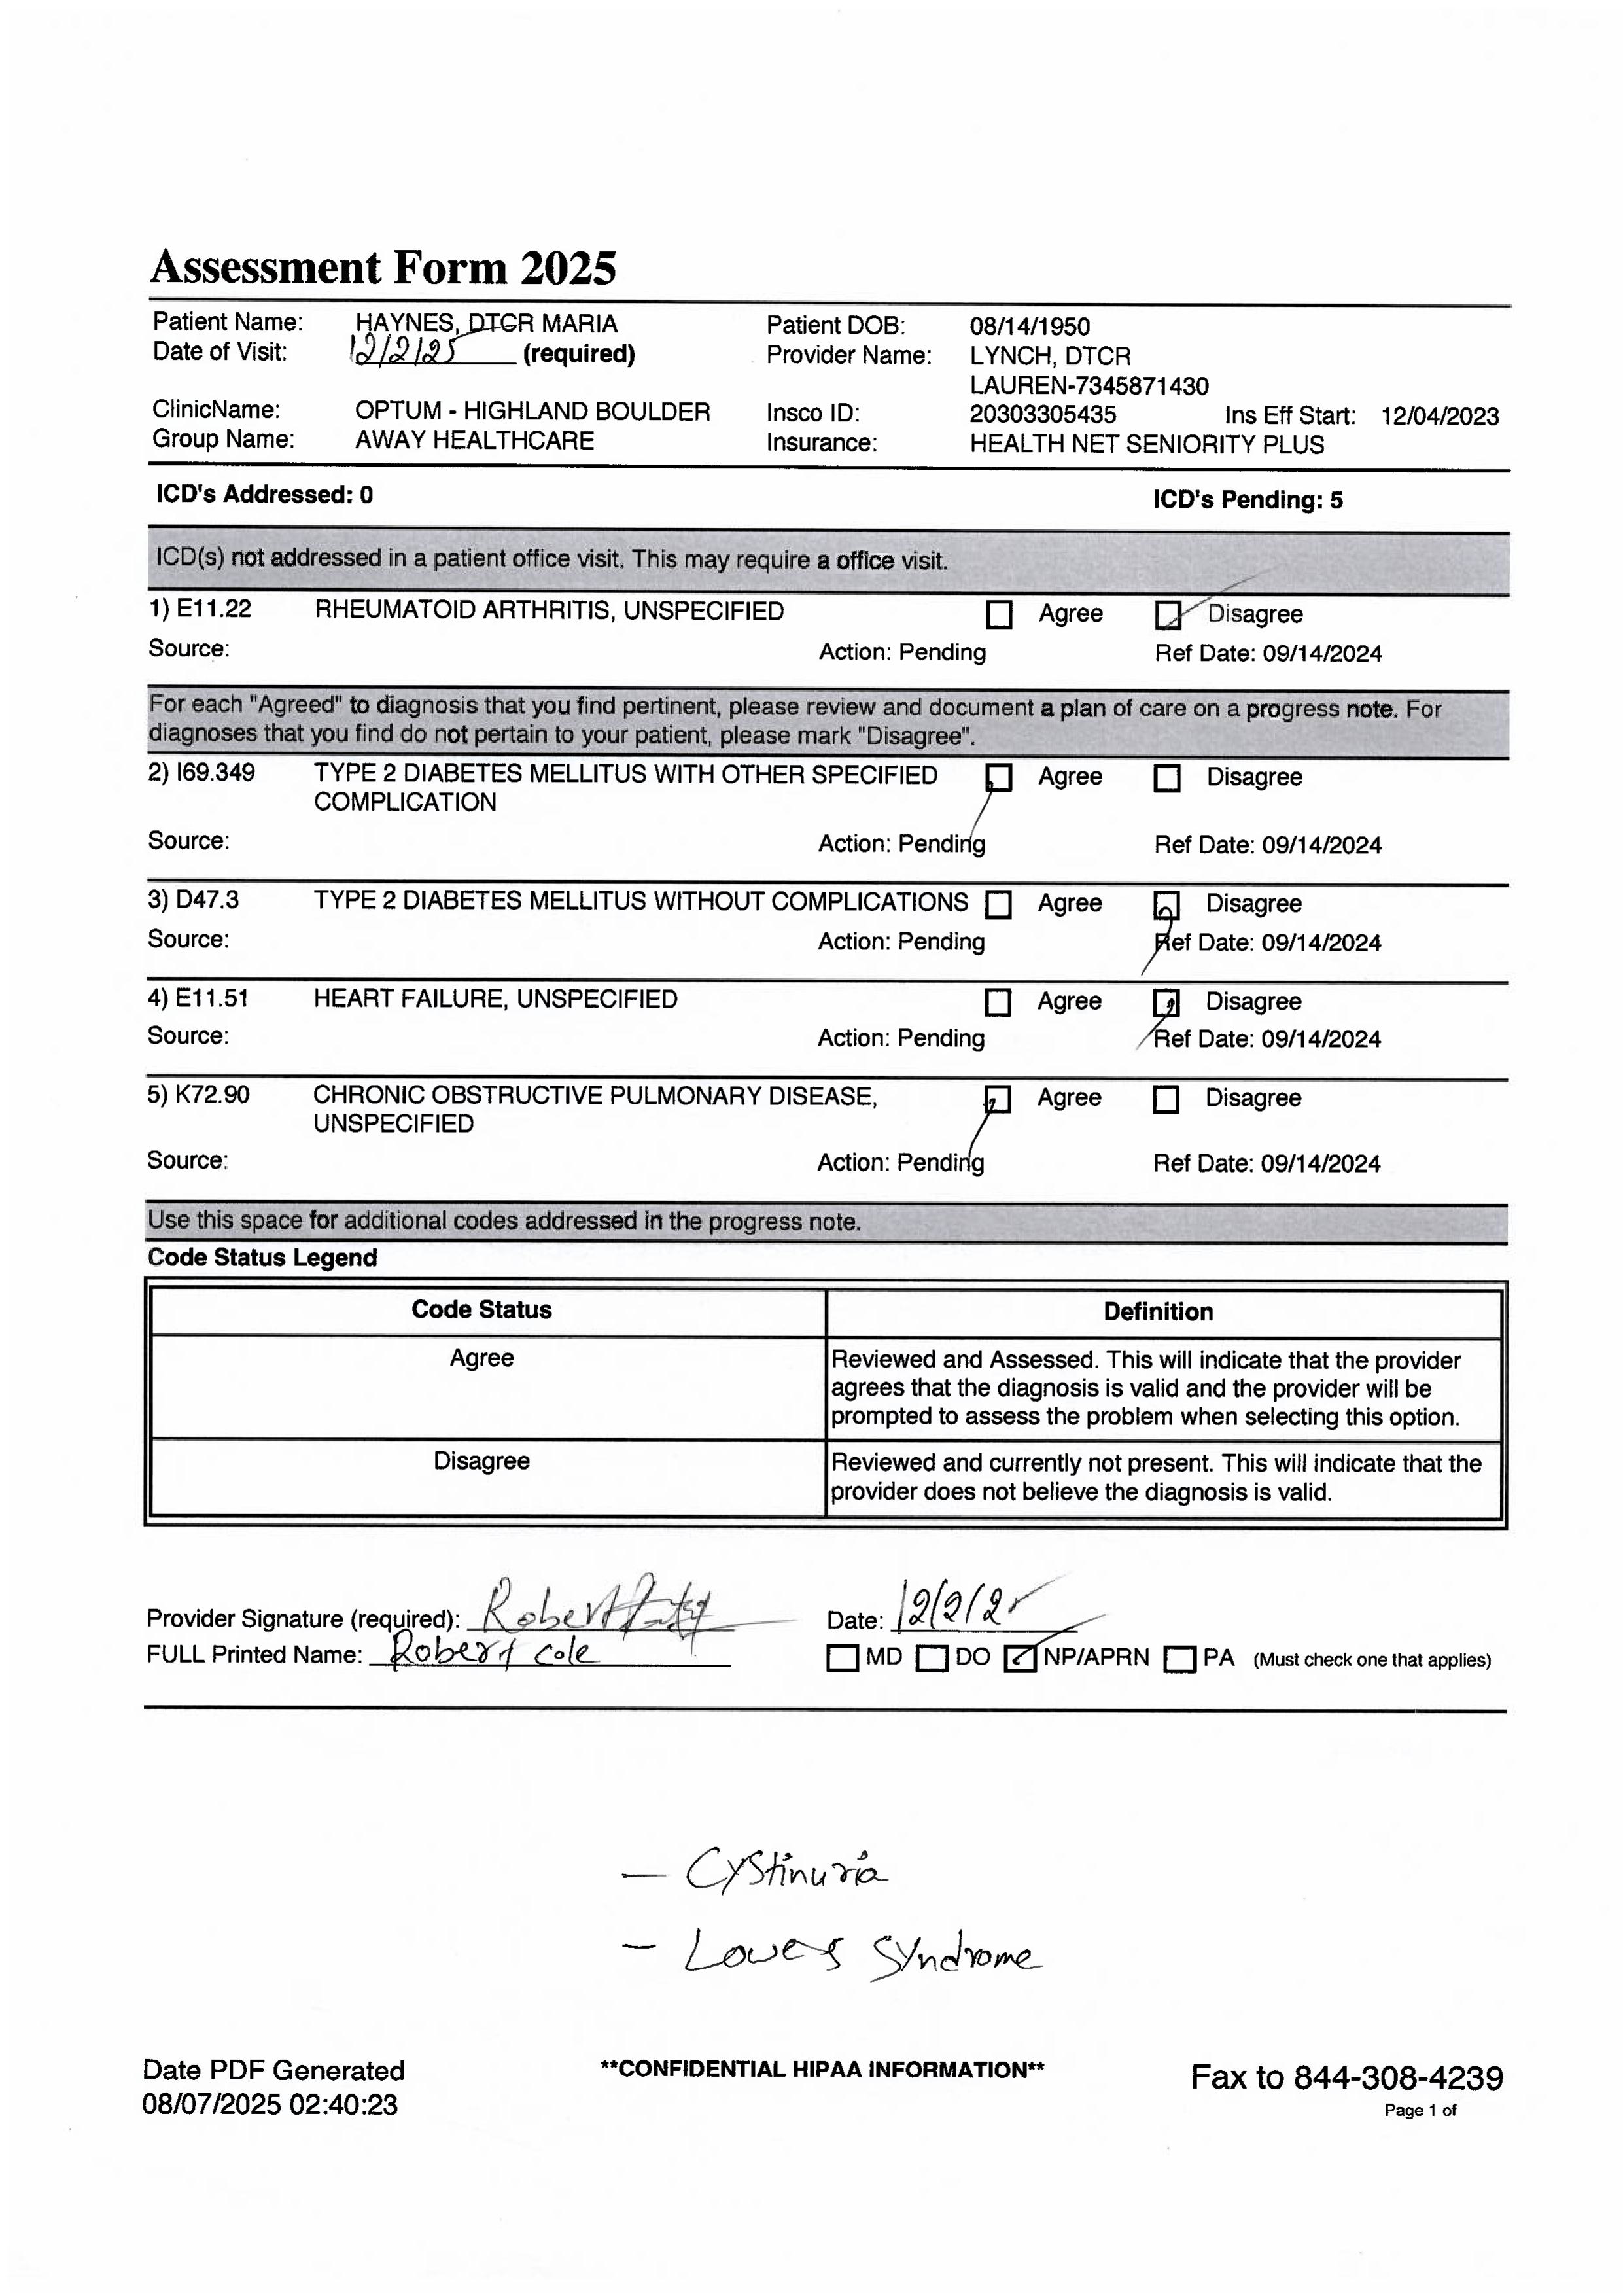 Assessment Form 2025
Patient Name: HAYNES, DTCR MARIA Patient DOB: 08/14/1950
Date of Visit: 12/2/25 (required) Provider Name: LYNCH, DTCR
LAUREN-7345871430
ClinicName: OPTUM - HIGHLAND BOULDER Insco ID: 20303305435 Ins Eff Start: 12/04/2023
Group Name: AWAY HEALTHCARE Insurance: HEALTH NET SENIORITY PLUS
ICD's Addressed: 0 ICD's Pending: 5
ICD(s) not addressed in a patient office visit. This may require a office visit.
1) E11.22 RHEUMATOID ARTHRITIS, UNSPECIFIED Agree Disagree
Source: Action: Pending Ref Date: 09/14/2024
For each "Agreed" to diagnosis that you find pertinent, please review and document a plan of care on a progress note. For
diagnoses that you find do not pertain to your patient, please mark "Disagree".
2) I69.349 TYPE 2 DIABETES MELLITUS WITH OTHER SPECIFIED Agree Disagree
COMPLICATION
Source: Action: Pending Ref Date: 09/14/2024
3) D47.3 TYPE 2 DIABETES MELLITUS WITHOUT COMPLICATIONS Agree Disagree
Source: Action: Pending Ref Date: 09/14/2024
4) E11.51 HEART FAILURE, UNSPECIFIED Agree Disagree
Source: Action: Pending Ref Date: 09/14/2024
5) K72.90 CHRONIC OBSTRUCTIVE PULMONARY DISEASE, Agree Disagree
UNSPECIFIED
Source: Action: Pending Ref Date: 09/14/2024
Use this space for additional codes addressed in the progress note.
Code Status Legend
Code Status Definition
Agree Reviewed and Assessed. This will indicate that the provider
agrees that the diagnosis is valid and the provider will be
prompted to assess the problem when selecting this option.
Disagree Reviewed and currently not present. This will indicate that the
provider does not believe the diagnosis is valid.
Provider Signature (required): Robert Date: 12/2/25
FULL Printed Name: Robert Cole MD DO NP/APRN PA (Must check one that applies)
— Cystinuria
— Lowe's Syndrome
Date PDF Generated **CONFIDENTIAL HIPAA INFORMATION** Fax to 844-308-4239
08/07/2025 02:40:23 Page 1 of